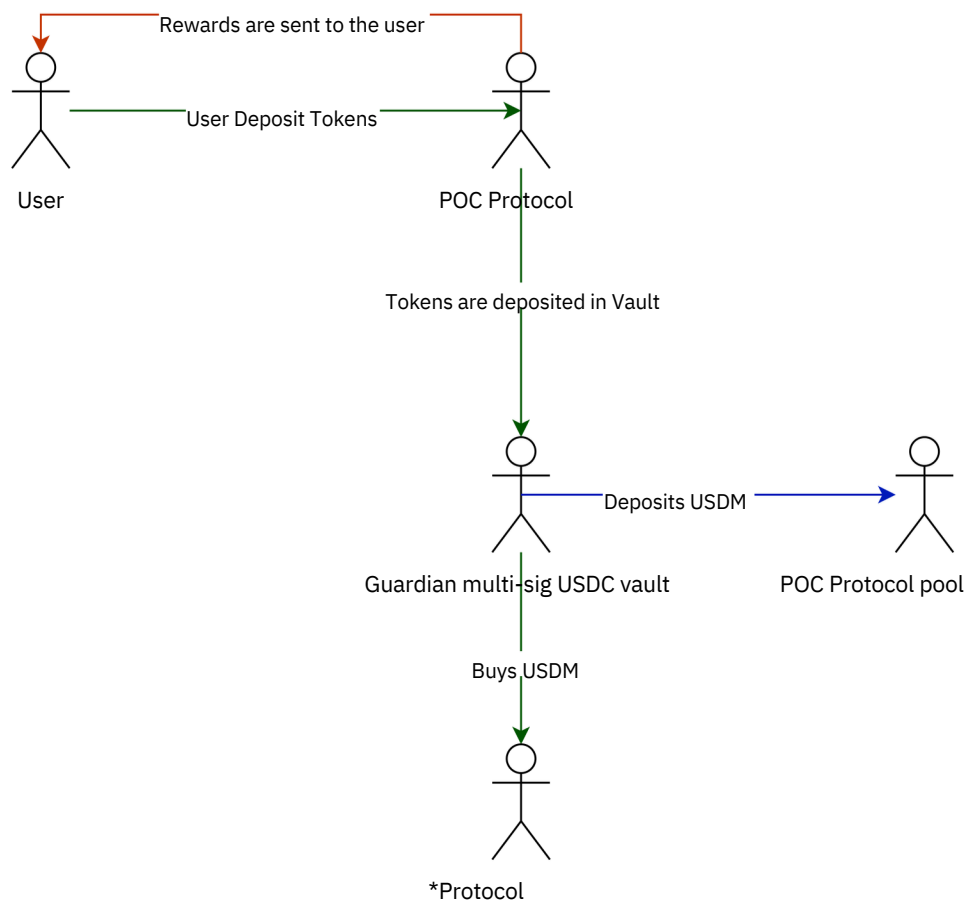 Rewards are sent to the user
User Deposit Tokens
User
POC Protocol
Tokens are deposited in Vault
Deposits USDM
Guardian multi-sig USDC vault
POC Protocol pool
Buys USDM
*Protocol